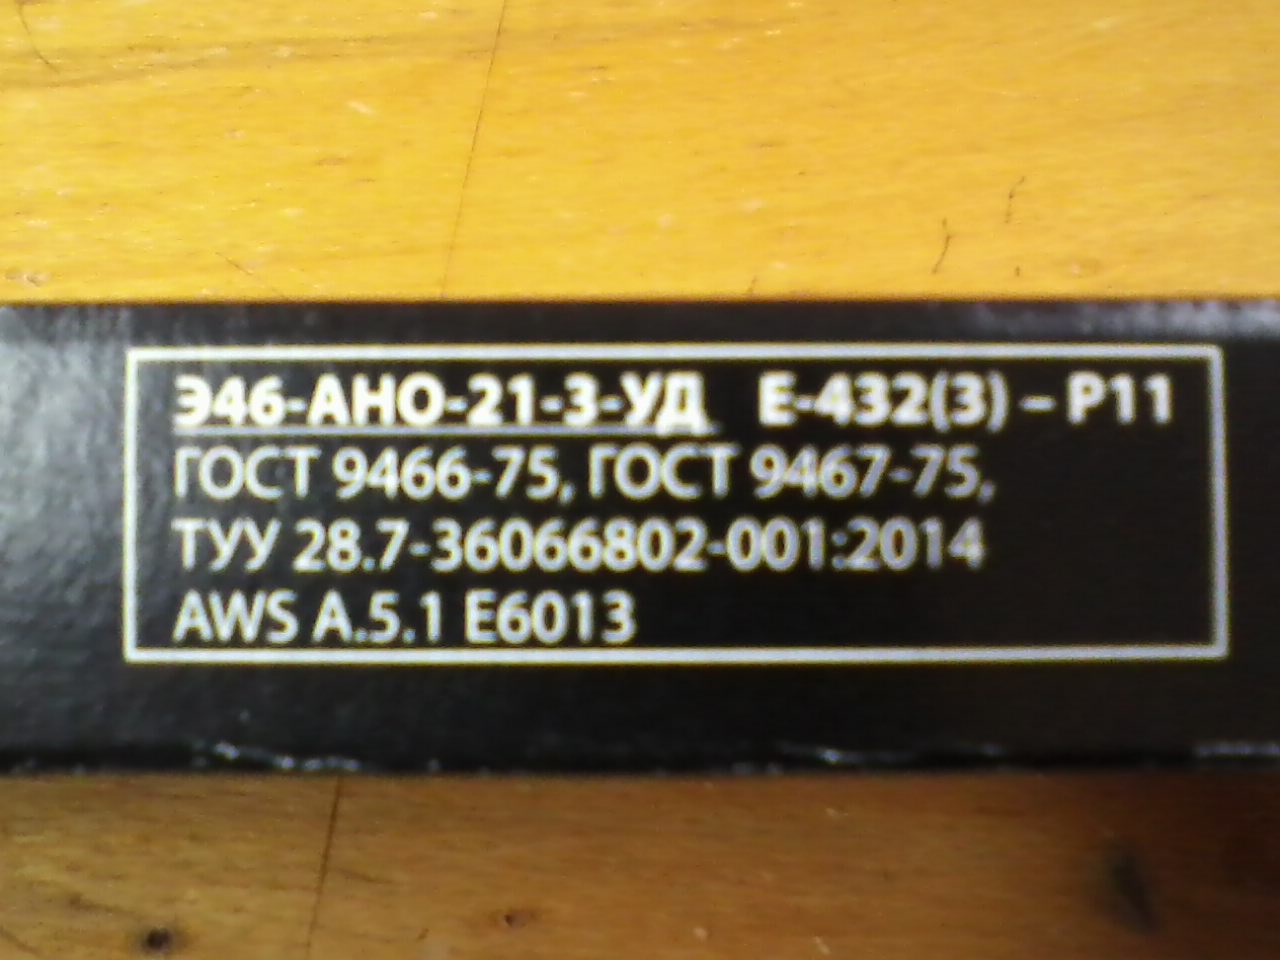 Э46-АНО-21-3-УД Е-432(3) – Р11
ГОСТ 9466-75, ГОСТ 9467-75,
ТУУ 28.7-36066802-001:2014
AWS A.5.1 E6013